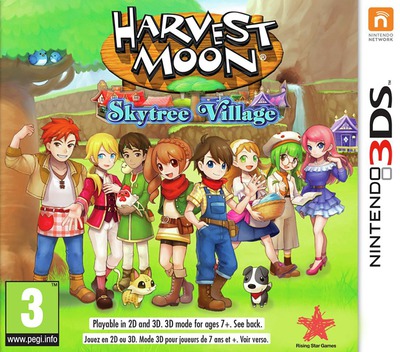 HARVEST
MOON
Skytree Village
NINTENDO
NETWORK
NINTENDO 3DS
3
www.pegi.info
Playable in 2D and 3D. 3D mode for ages 7+. See back.
Jouez en 2D ou 3D. Mode 3D pour joueurs de 7 ans et +. Voir verso.
Rising Star Games